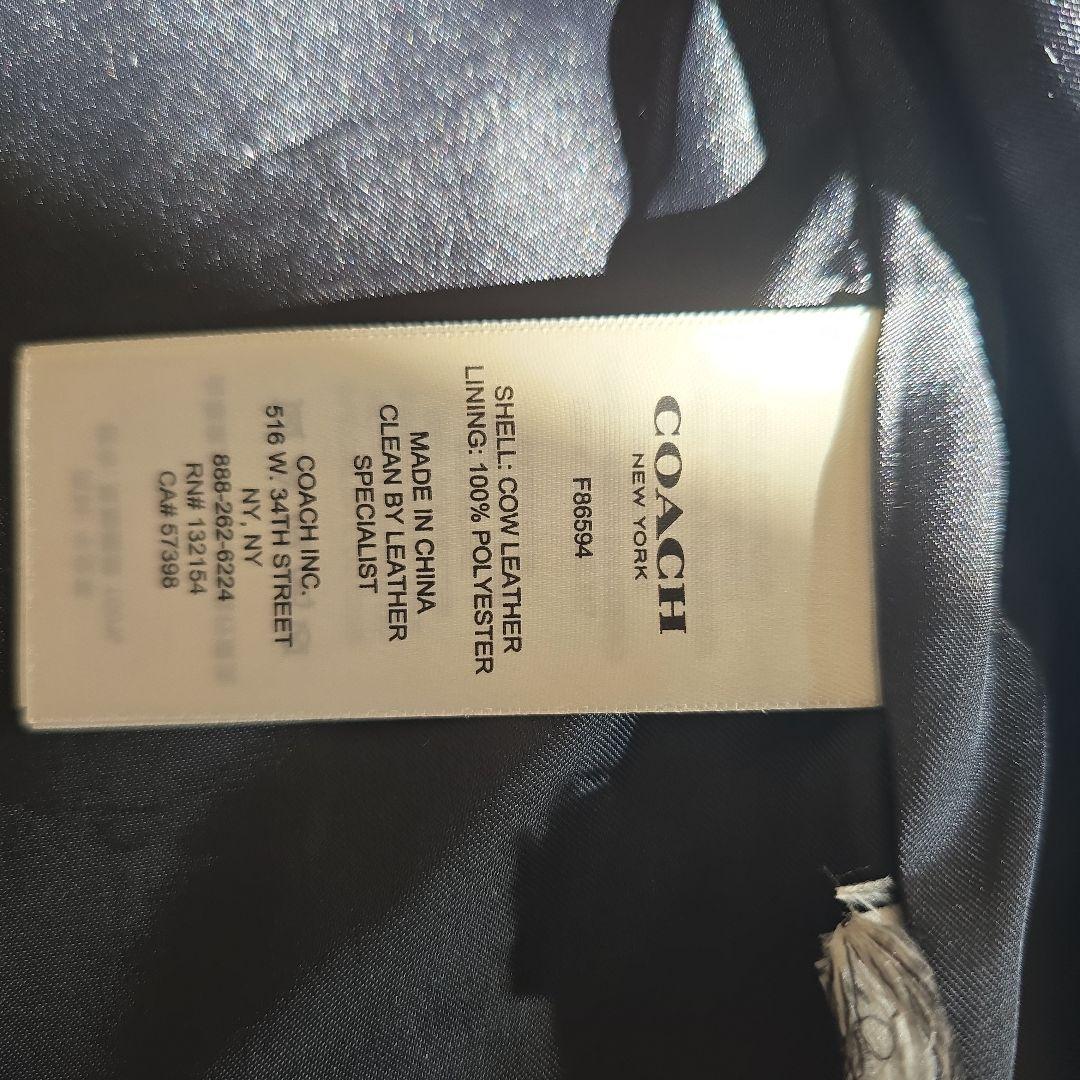 COACH
NEW YORK
F86594
SHELL: COW LEATHER
LINING: 100% POLYESTER
MADE IN CHINA
CLEAN BY LEATHER
SPECIALIST
COACH INC.
516 W. 34TH STREET
NY, NY
888-262-6224
RN# 132154
CA# 57398